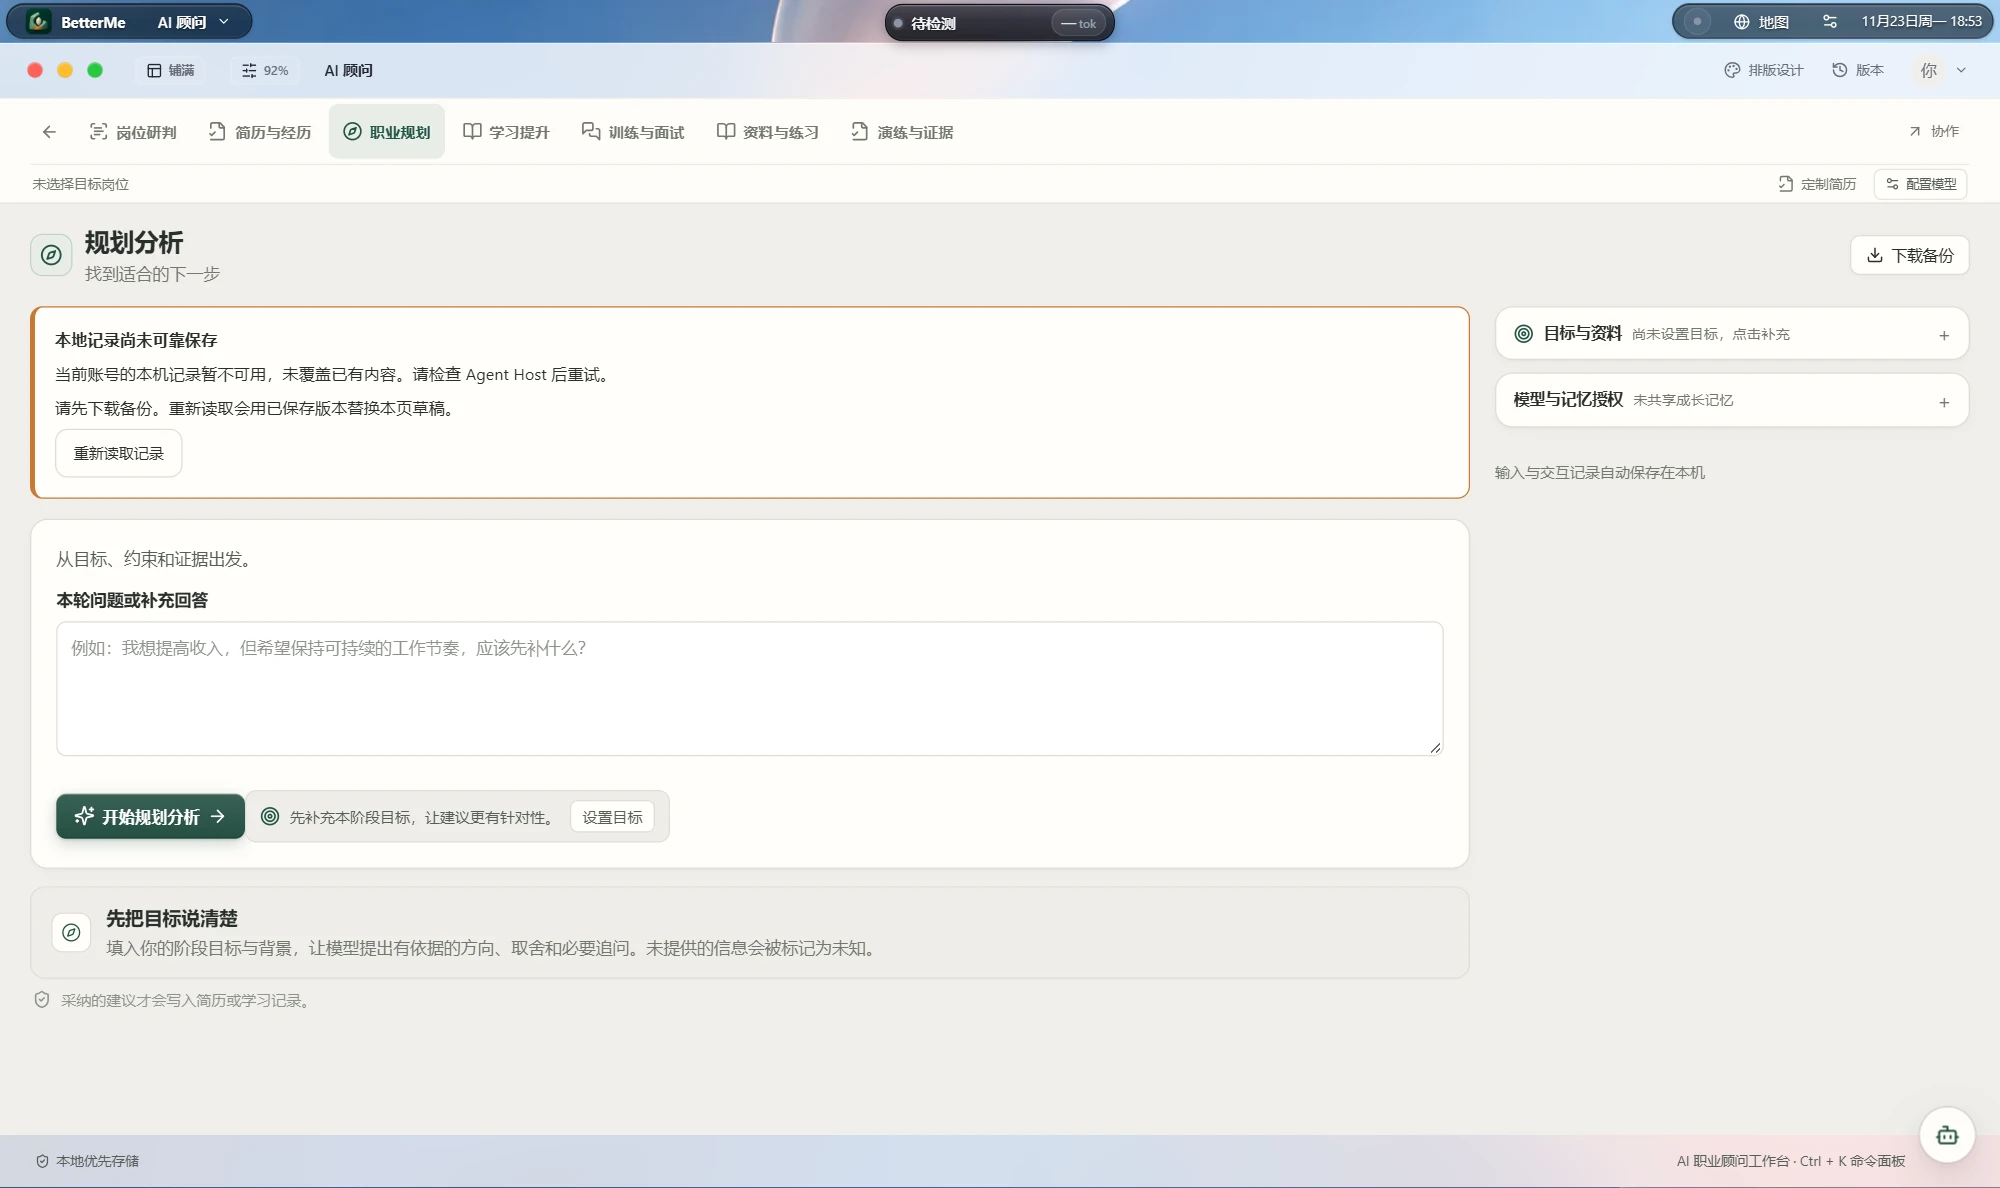 BetterMe AI 顾问
待检测 — tok
地图 11月23日周一 18:53
铺满 92% AI 顾问
排版设计 版本 你
岗位研判 简历与经历 职业规划 学习提升 训练与面试 资料与练习 演练与证据
协作
未选择目标岗位
定制简历 配置模型
规划分析
找到适合的下一步
下载备份
本地记录尚未可靠保存
当前账号的本机记录暂不可用，未覆盖已有内容。请检查 Agent Host 后重试。
请先下载备份。重新读取会用已保存版本替换本页草稿。
重新读取记录
目标与资料 尚未设置目标，点击补充 +
模型与记忆授权 未共享成长记忆 +
输入与交互记录自动保存在本机
从目标、约束和证据出发。
本轮问题或补充回答
例如：我想提高收入，但希望保持可持续的工作节奏，应该先补什么？
开始规划分析
先补充本阶段目标，让建议更有针对性。 设置目标
先把目标说清楚
填入你的阶段目标与背景，让模型提出有依据的方向、取舍和必要追问。未提供的信息会被标记为未知。
采纳的建议才会写入简历或学习记录。
本地优先存储
AI 职业顾问工作台 · Ctrl + K 命令面板